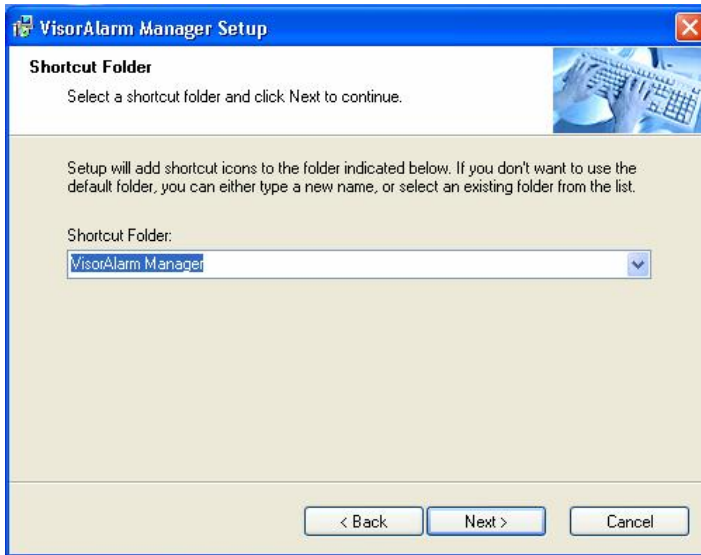 VisorAlarm Manager Setup
Shortcut Folder
Select a shortcut folder and click Next to continue.
Setup will add shortcut icons to the folder indicated below. If you don't want to use the
default folder, you can either type a new name, or select an existing folder from the list.
Shortcut Folder:
VisorAlarm Manager
< Back
Next >
Cancel